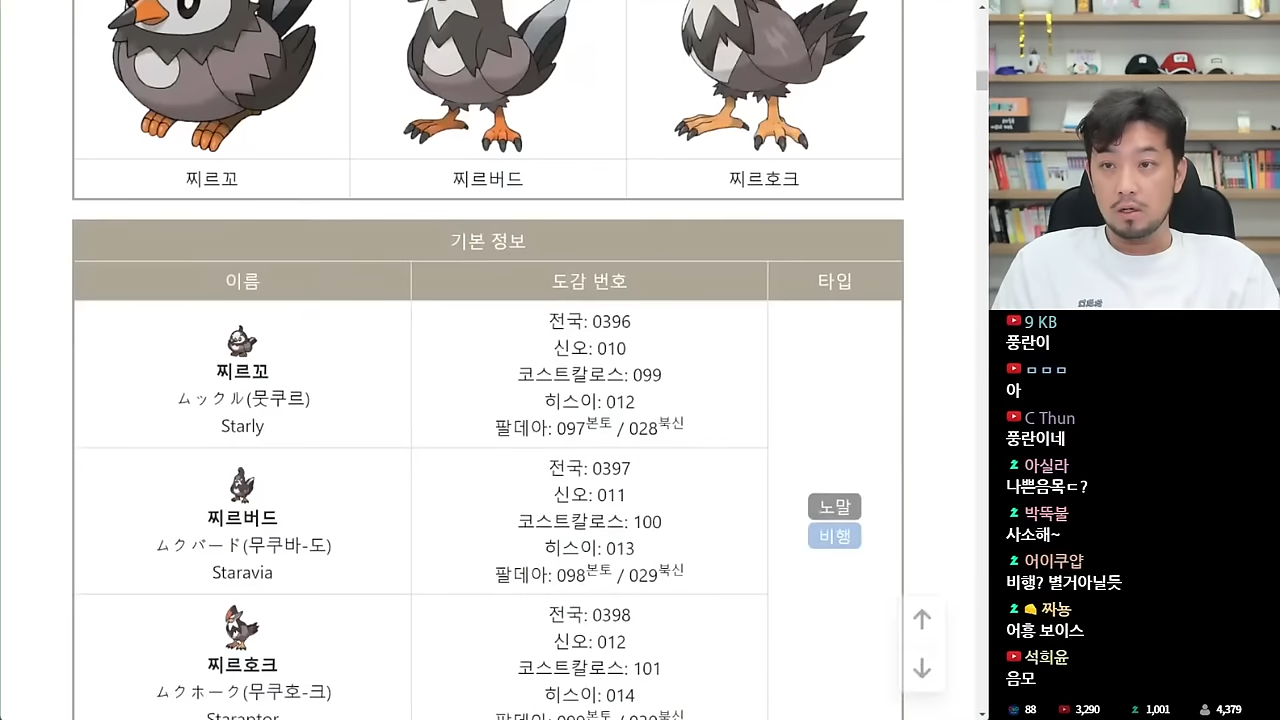 찌르꼬
찌르버드
찌르호크
기본 정보
이름
도감 번호
타입
찌르꼬
ムックル(뭇쿠르)
Starly
전국: 0396
신오: 010
코스트칼로스: 099
히스이: 012
팔데아: 097본토 / 028북신
찌르버드
ムクバード(무쿠바-도)
Staravia
전국: 0397
신오: 011
코스트칼로스: 100
히스이: 013
팔데아: 098본토 / 029북신
노말
비행
찌르호크
ムクホーク(무쿠호-크)
Staraptor
전국: 0398
신오: 012
코스트칼로스: 101
히스이: 014
9 KB
풍란이
ㅁㅁㅁ
아
C Thun
풍란이네
아실라
나쁜음목ㄷ?
박뚝불
사소해~
어이쿠얍
비행? 별거아닐듯
짜뇽
어흥 보이스
석희윤
음모
88
3,290
1,001
4,379